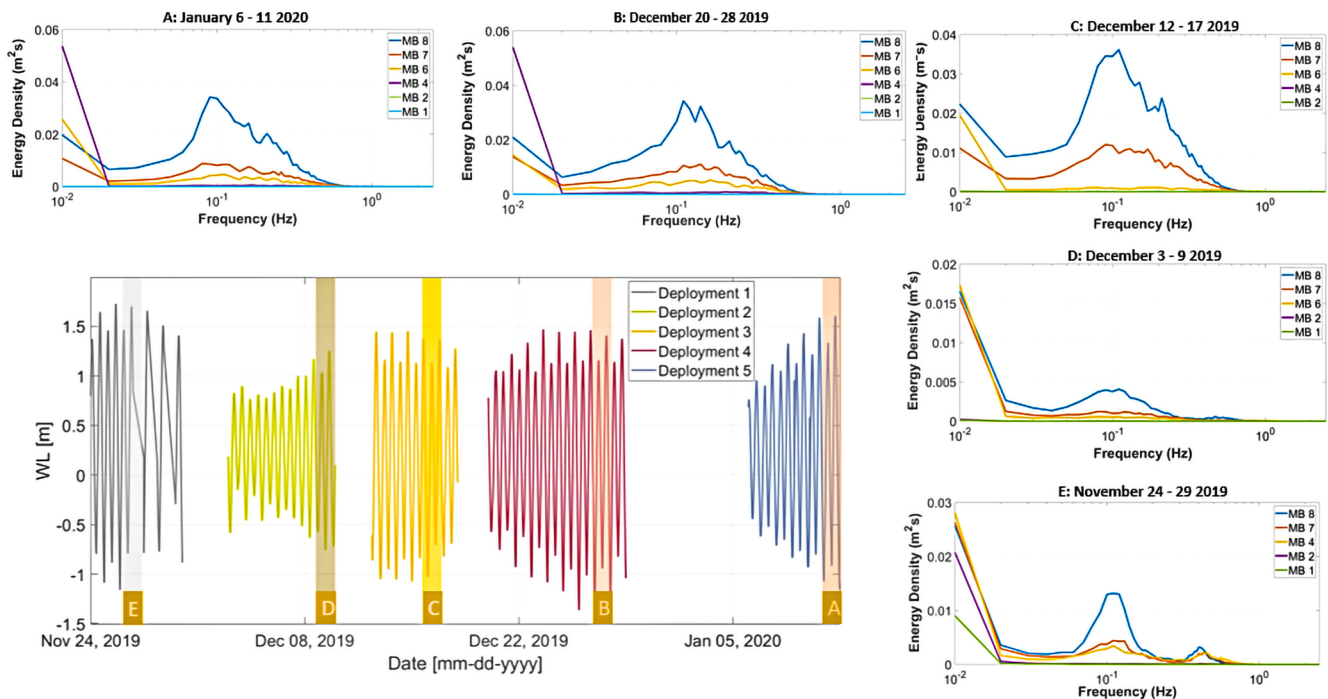 A: January 6 - 11 2020
Energy Density (m²s)
0.06
0.04
0.02
0
10⁻²
10⁻¹
10⁰
Frequency (Hz)
MB 8
MB 7
MB 6
MB 4
MB 2
MB 1
B: December 20 - 28 2019
Energy Density (m²s)
0.06
0.04
0.02
0
10⁻²
10⁻¹
10⁰
Frequency (Hz)
MB 8
MB 7
MB 6
MB 4
MB 2
MB 1
C: December 12 - 17 2019
Energy Density (m⁻s)
0.04
0.03
0.02
0.01
0
10⁻²
10⁻¹
10⁰
Frequency (Hz)
MB 8
MB 7
MB 6
MB 4
MB 2
WL [m]
1.5
1
0.5
0
-0.5
-1
-1.5
Deployment 1
Deployment 2
Deployment 3
Deployment 4
Deployment 5
E
D
C
B
A
Nov 24, 2019
Dec 08, 2019
Dec 22, 2019
Jan 05, 2020
Date [mm-dd-yyyy]
D: December 3 - 9 2019
Energy Density (m²s)
0.02
0.015
0.01
0.005
0
10⁻²
10⁻¹
10⁰
Frequency (Hz)
MB 8
MB 7
MB 6
MB 2
MB 1
E: November 24 - 29 2019
Energy Density (m²s)
0.03
0.02
0.01
0
10⁻²
10⁻¹
10⁰
Frequency (Hz)
MB 8
MB 7
MB 4
MB 2
MB 1